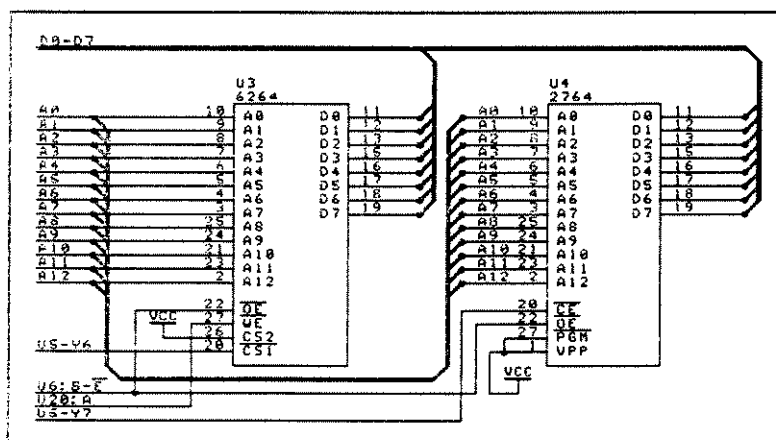 D0-D7
U3
6264
U4
2764
A0 10 A0 D0 11
A1 9 A1 D1 12
A2 8 A2 D2 13
A3 7 A3 D3 15
A4 6 A4 D4 16
A5 5 A5 D5 17
A6 4 A6 D6 18
A7 3 A7 D7 19
A8 25 A8
A9 24 A9
A10 21 A10
A11 23 A11
A12 2 A12
22 OE
27 WE
VCC 26 CS2
U5-Y6 20 CS1
A0 10 A0 D0 11
A1 9 A1 D1 12
A2 8 A2 D2 13
A3 7 A3 D3 15
A4 6 A4 D4 16
A5 5 A5 D5 17
A6 4 A6 D6 18
A7 3 A7 D7 19
A8 25 A8
A9 24 A9
A10 21 A10
A11 23 A11
A12 2 A12
20 CE
22 OE
27 PGM
1 VPP
VCC
U6:8-E
U20:A
U5-Y7